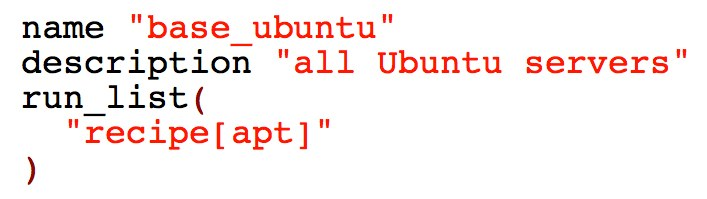 name "base_ubuntu"
description "all Ubuntu servers"
run_list(
  "recipe[apt]"
)